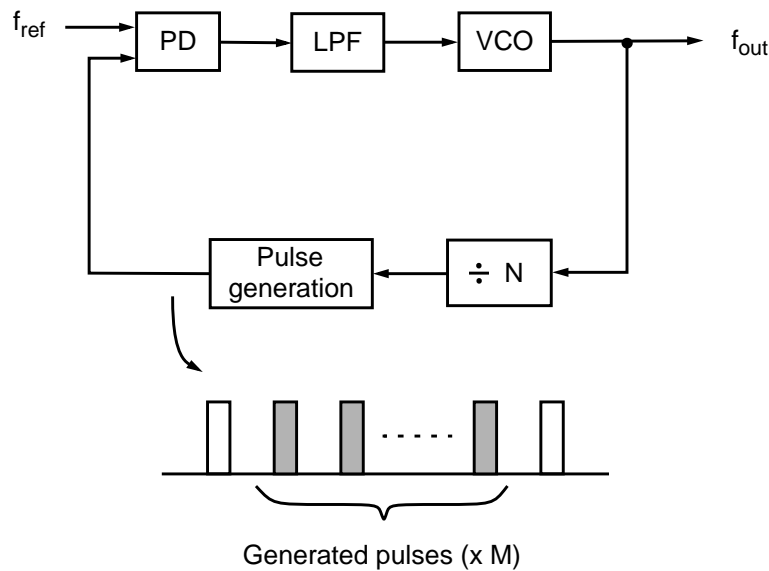 f_ref
PD
LPF
VCO
f_out
Pulse
generation
÷ N
Generated pulses (x M)